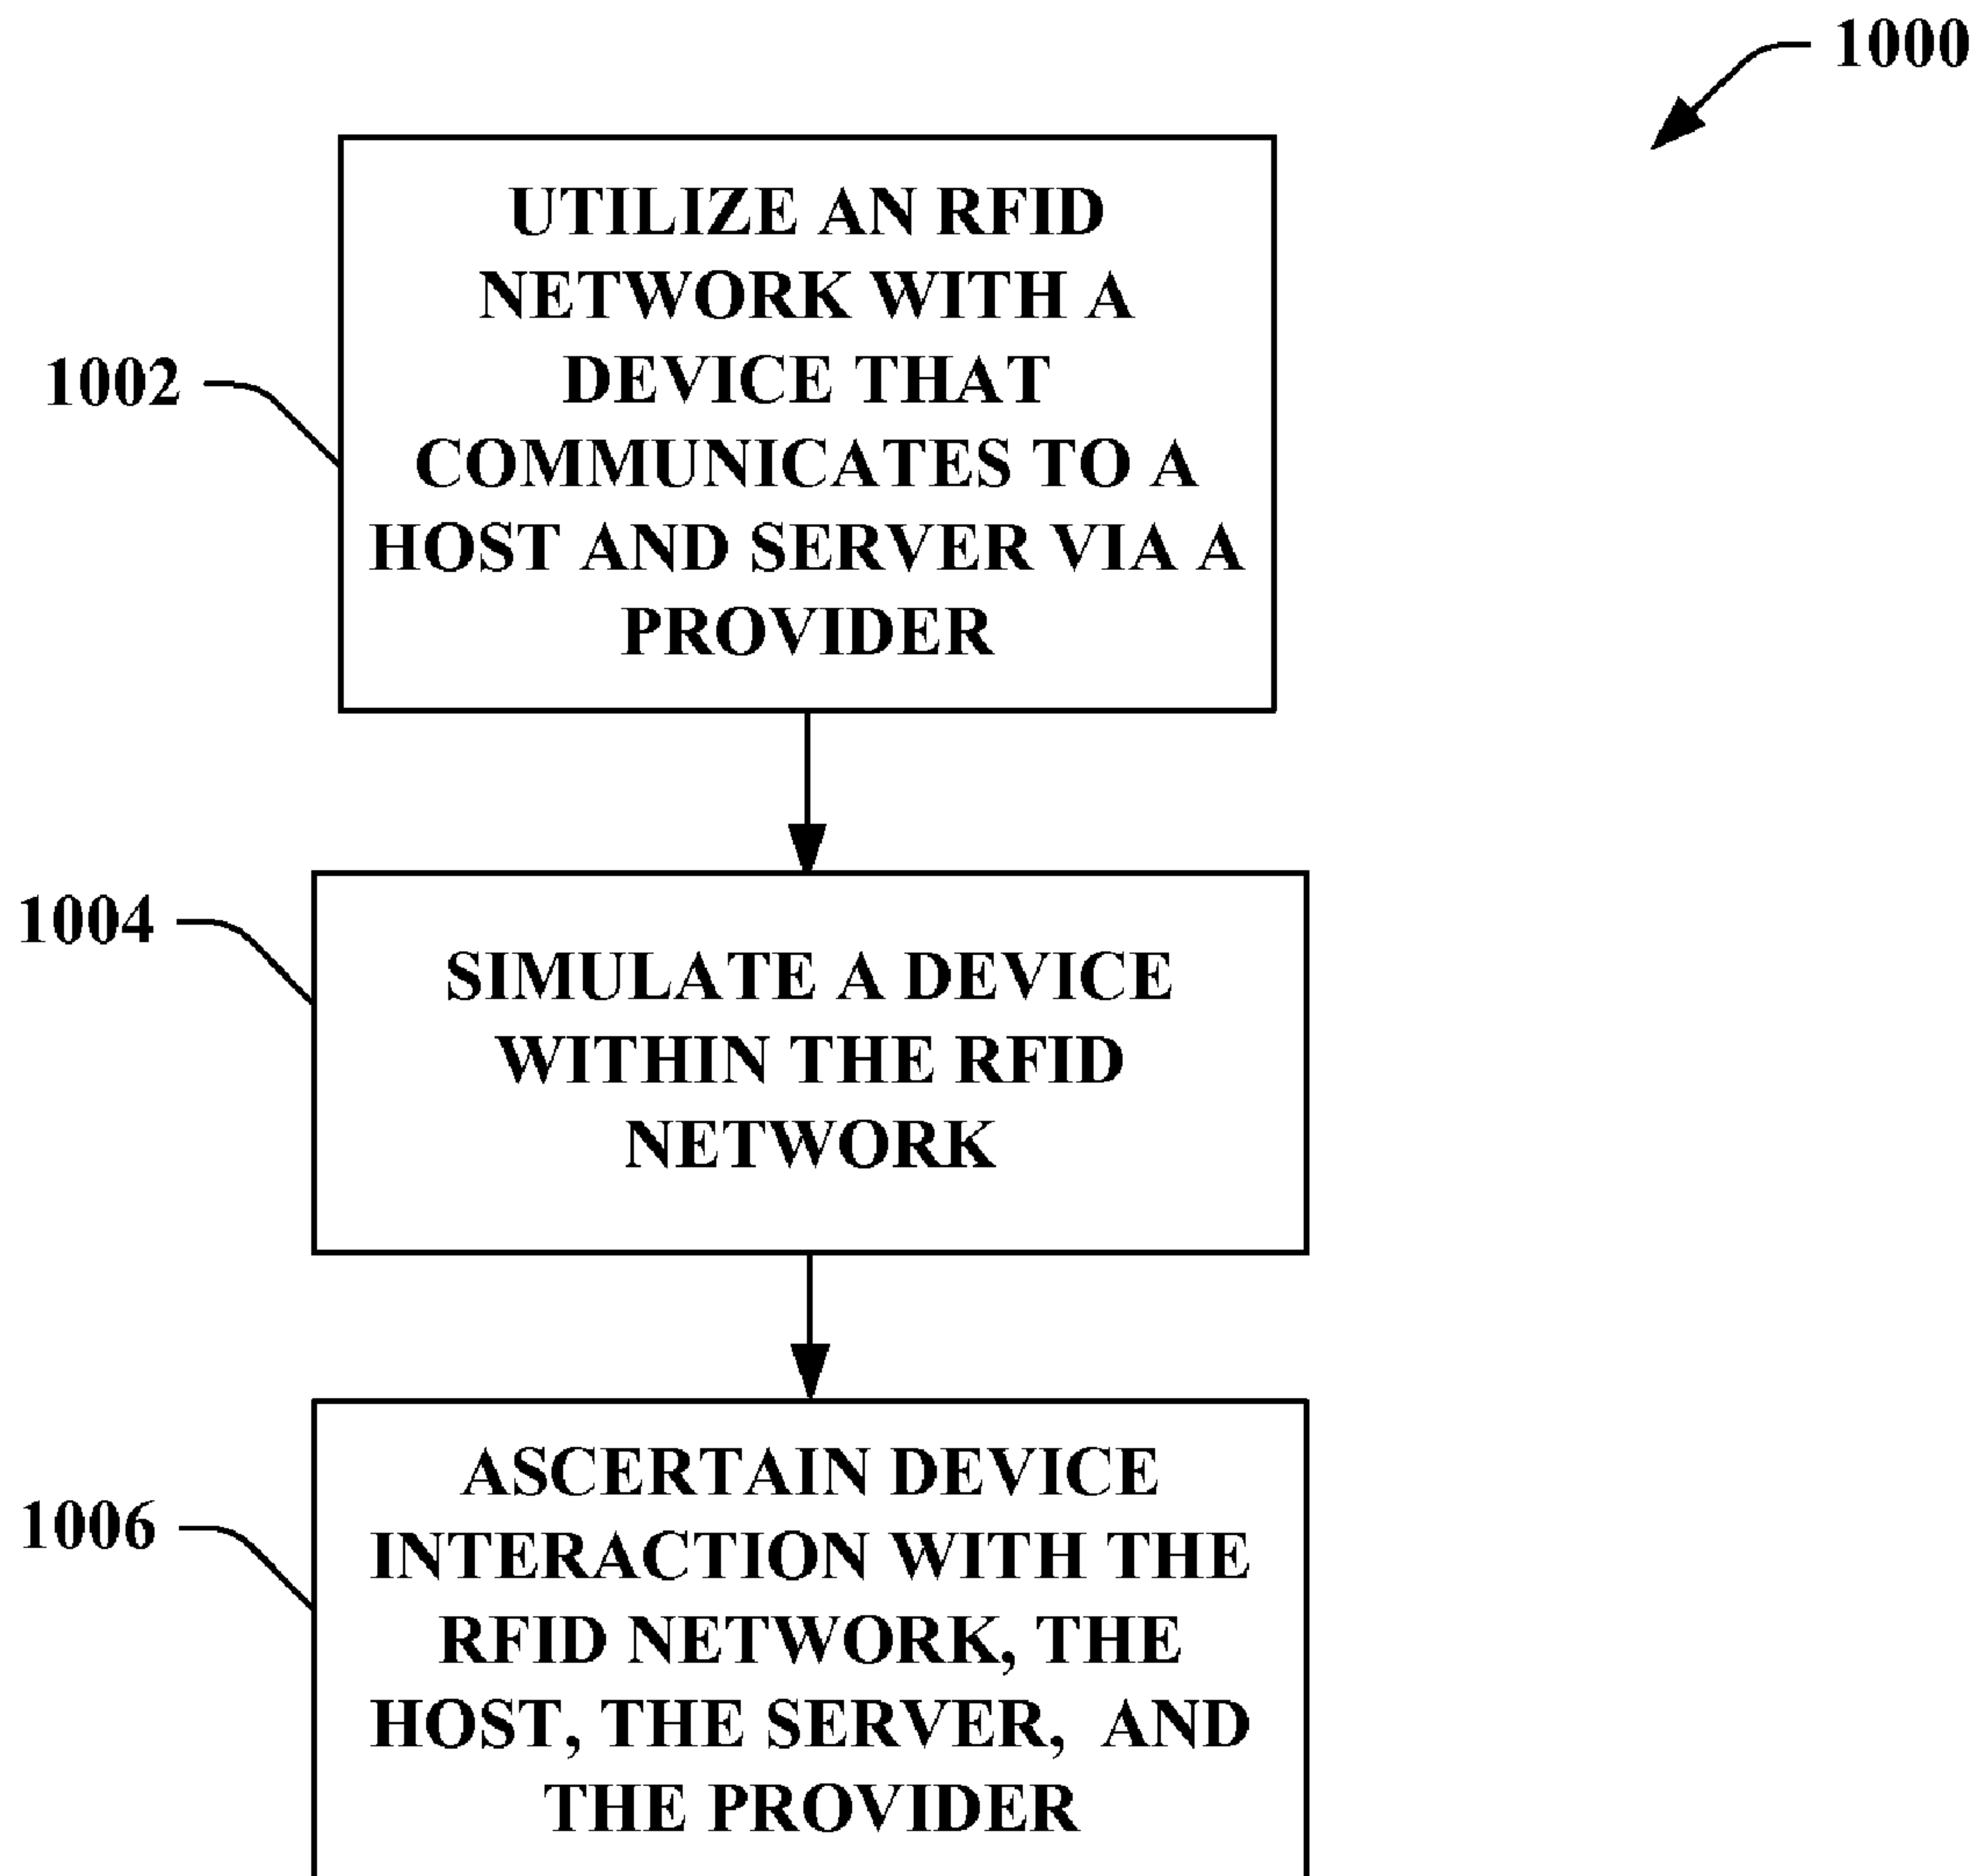 1000
UTILIZE AN RFID
NETWORK WITH A
DEVICE THAT
COMMUNICATES TO A
HOST AND SERVER VIA A
PROVIDER
1002
SIMULATE A DEVICE
WITHIN THE RFID
NETWORK
1004
ASCERTAIN DEVICE
INTERACTION WITH THE
RFID NETWORK, THE
HOST, THE SERVER, AND
THE PROVIDER
1006